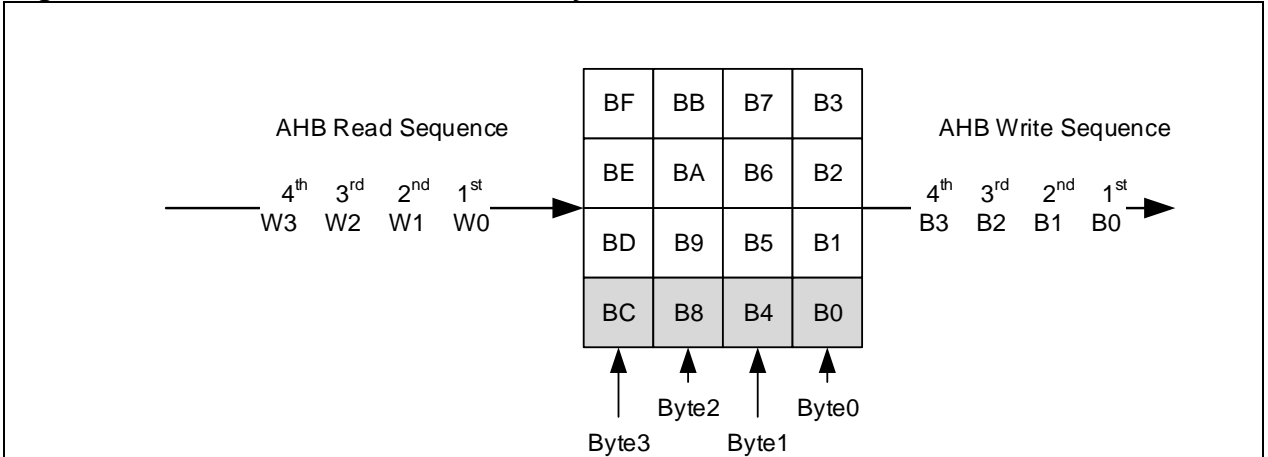 BF BB B7 B3
AHB Read Sequence
AHB Write Sequence
BE BA B6 B2
4th 3rd 2nd 1st
W3 W2 W1 W0
4th 3rd 2nd 1st
B3 B2 B1 B0
BD B9 B5 B1
BC B8 B4 B0
Byte2 Byte0
Byte3 Byte1